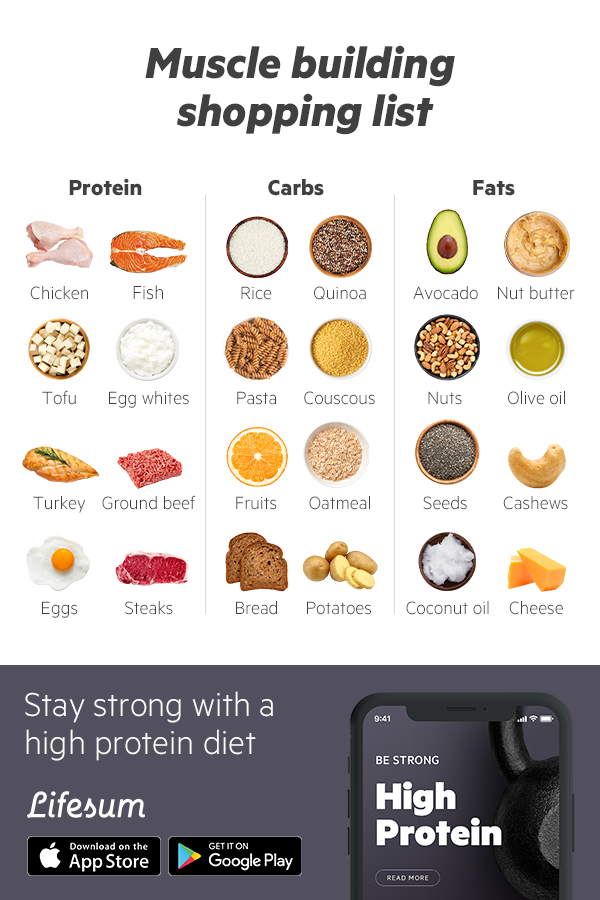 Muscle building
shopping list
Protein
Carbs
Fats
Chicken
Fish
Rice
Quinoa
Avocado
Nut butter
Tofu
Egg whites
Pasta
Couscous
Nuts
Olive oil
Turkey
Ground beef
Fruits
Oatmeal
Seeds
Cashews
Eggs
Steaks
Bread
Potatoes
Coconut oil
Cheese
Stay strong with a
high protein diet
Lifesum
Download on the
App Store
GET IT ON
Google Play
9:41
BE STRONG
High
Protein
READ MORE